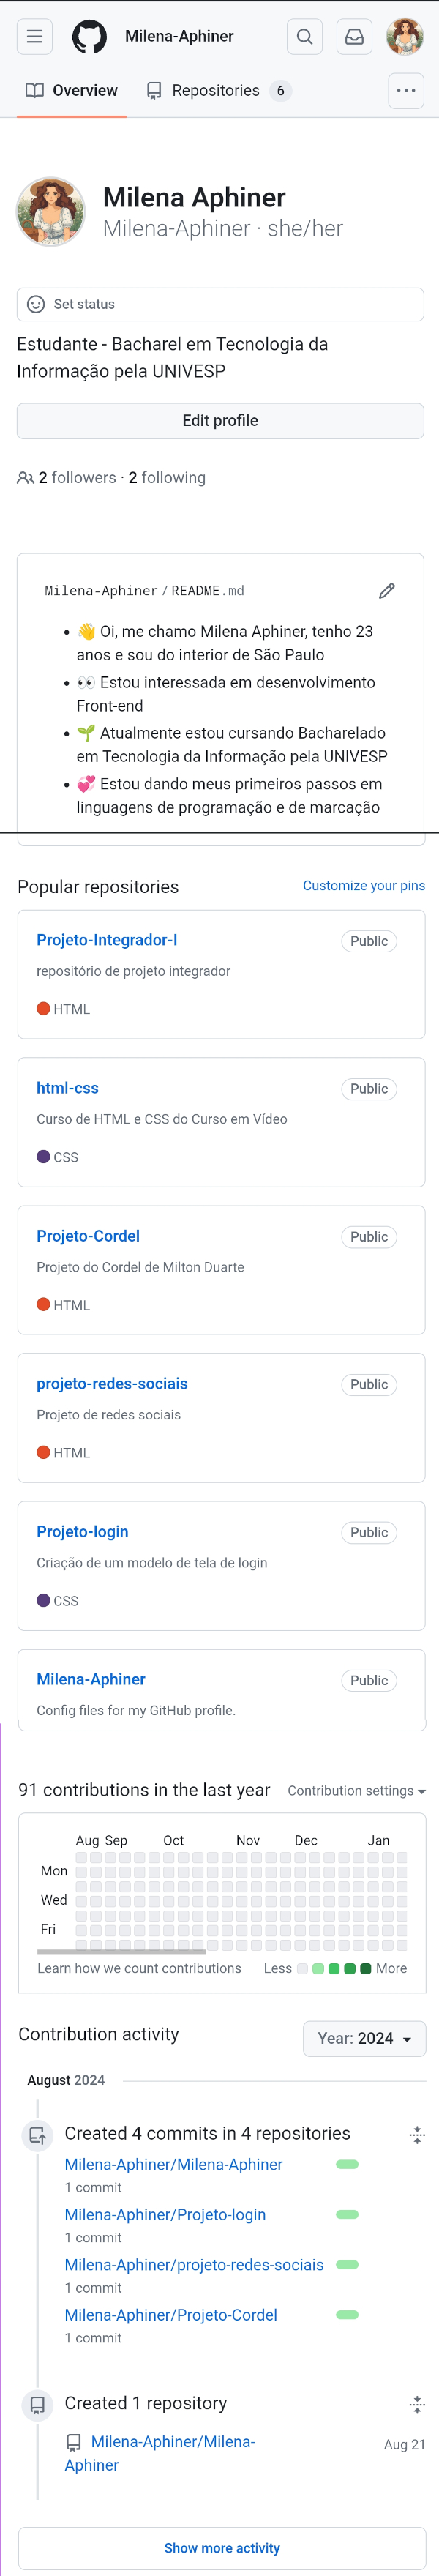 Milena-Aphiner
Overview
Repositories 6
Milena Aphiner
Milena-Aphiner · she/her
Set status
Estudante - Bacharel em Tecnologia da
Informação pela UNIVESP
Edit profile
2 followers · 2 following
Milena-Aphiner / README.md
• 👋 Oi, me chamo Milena Aphiner, tenho 23
anos e sou do interior de São Paulo
• 👀 Estou interessada em desenvolvimento
Front-end
• 🌱 Atualmente estou cursando Bacharelado
em Tecnologia da Informação pela UNIVESP
• 💞 Estou dando meus primeiros passos em
linguagens de programação e de marcação
Popular repositories Customize your pins
Projeto-Integrador-I Public
repositório de projeto integrador
HTML
html-css Public
Curso de HTML e CSS do Curso em Vídeo
CSS
Projeto-Cordel Public
Projeto do Cordel de Milton Duarte
HTML
projeto-redes-sociais Public
Projeto de redes sociais
HTML
Projeto-login Public
Criação de um modelo de tela de login
CSS
Milena-Aphiner Public
Config files for my GitHub profile.
91 contributions in the last year Contribution settings
Aug Sep Oct Nov Dec Jan
Mon
Wed
Fri
Learn how we count contributions Less More
Contribution activity Year: 2024
August 2024
Created 4 commits in 4 repositories
Milena-Aphiner/Milena-Aphiner
1 commit
Milena-Aphiner/Projeto-login
1 commit
Milena-Aphiner/projeto-redes-sociais
1 commit
Milena-Aphiner/Projeto-Cordel
1 commit
Created 1 repository
Milena-Aphiner/Milena- Aug 21
Aphiner
Show more activity